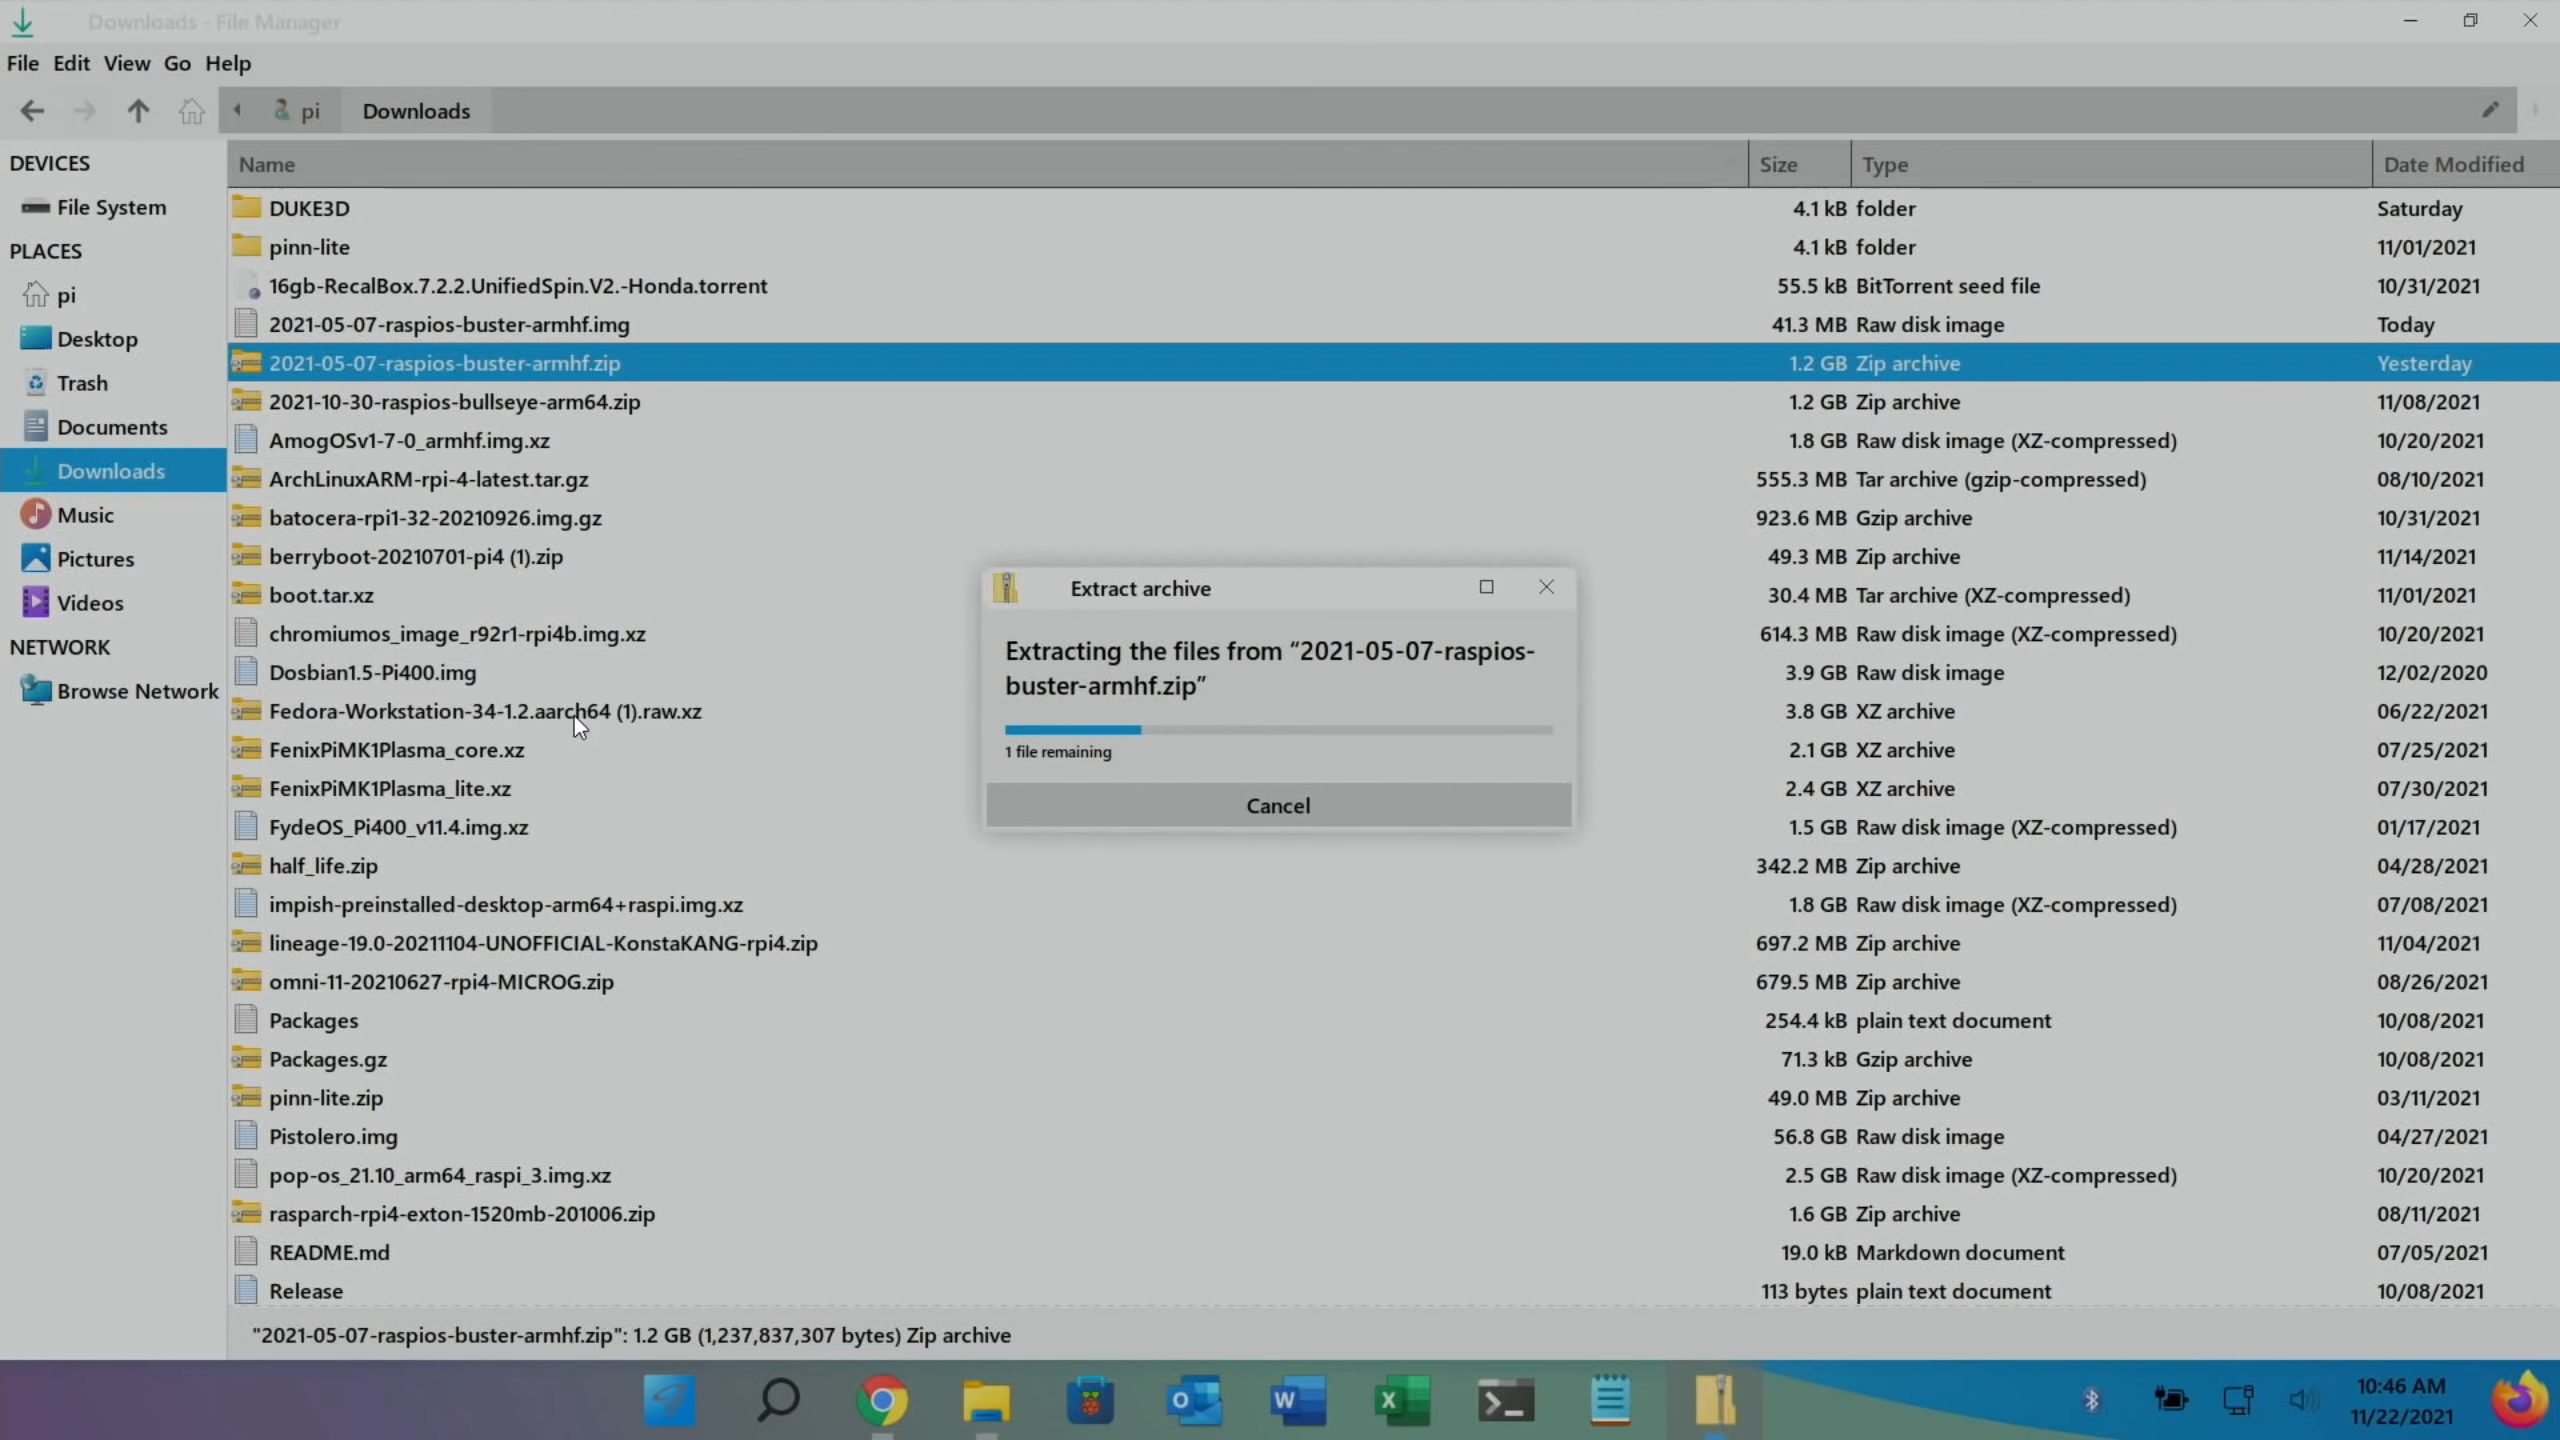 Downloads - File Manager
File Edit View Go Help
pi Downloads
DEVICES
File System
PLACES
pi
Desktop
Trash
Documents
Downloads
Music
Pictures
Videos
NETWORK
Browse Network
Name Size Type Date Modified
DUKE3D 4.1 kB folder Saturday
pinn-lite 4.1 kB folder 11/01/2021
16gb-RecalBox.7.2.2.UnifiedSpin.V2.-Honda.torrent 55.5 kB BitTorrent seed file 10/31/2021
2021-05-07-raspios-buster-armhf.img 41.3 MB Raw disk image Today
2021-05-07-raspios-buster-armhf.zip 1.2 GB Zip archive Yesterday
2021-10-30-raspios-bullseye-arm64.zip 1.2 GB Zip archive 11/08/2021
AmogOSv1-7-0_armhf.img.xz 1.8 GB Raw disk image (XZ-compressed) 10/20/2021
ArchLinuxARM-rpi-4-latest.tar.gz 555.3 MB Tar archive (gzip-compressed) 08/10/2021
batocera-rpi1-32-20210926.img.gz 923.6 MB Gzip archive 10/31/2021
berryboot-20210701-pi4 (1).zip 49.3 MB Zip archive 11/14/2021
boot.tar.xz 30.4 MB Tar archive (XZ-compressed) 11/01/2021
chromiumos_image_r92r1-rpi4b.img.xz 614.3 MB Raw disk image (XZ-compressed) 10/20/2021
Dosbian1.5-Pi400.img 3.9 GB Raw disk image 12/02/2020
Fedora-Workstation-34-1.2.aarch64 (1).raw.xz 3.8 GB XZ archive 06/22/2021
FenixPiMK1Plasma_core.xz 2.1 GB XZ archive 07/25/2021
FenixPiMK1Plasma_lite.xz 2.4 GB XZ archive 07/30/2021
FydeOS_Pi400_v11.4.img.xz 1.5 GB Raw disk image (XZ-compressed) 01/17/2021
half_life.zip 342.2 MB Zip archive 04/28/2021
impish-preinstalled-desktop-arm64+raspi.img.xz 1.8 GB Raw disk image (XZ-compressed) 07/08/2021
lineage-19.0-20211104-UNOFFICIAL-KonstaKANG-rpi4.zip 697.2 MB Zip archive 11/04/2021
omni-11-20210627-rpi4-MICROG.zip 679.5 MB Zip archive 08/26/2021
Packages 254.4 kB plain text document 10/08/2021
Packages.gz 71.3 kB Gzip archive 10/08/2021
pinn-lite.zip 49.0 MB Zip archive 03/11/2021
Pistolero.img 56.8 GB Raw disk image 04/27/2021
pop-os_21.10_arm64_raspi_3.img.xz 2.5 GB Raw disk image (XZ-compressed) 10/20/2021
rasparch-rpi4-exton-1520mb-201006.zip 1.6 GB Zip archive 08/11/2021
README.md 19.0 kB Markdown document 07/05/2021
Release 113 bytes plain text document 10/08/2021
Extract archive
Extracting the files from “2021-05-07-raspios-
buster-armhf.zip”
1 file remaining
Cancel
"2021-05-07-raspios-buster-armhf.zip": 1.2 GB (1,237,837,307 bytes) Zip archive
O W X
10:46 AM
11/22/2021